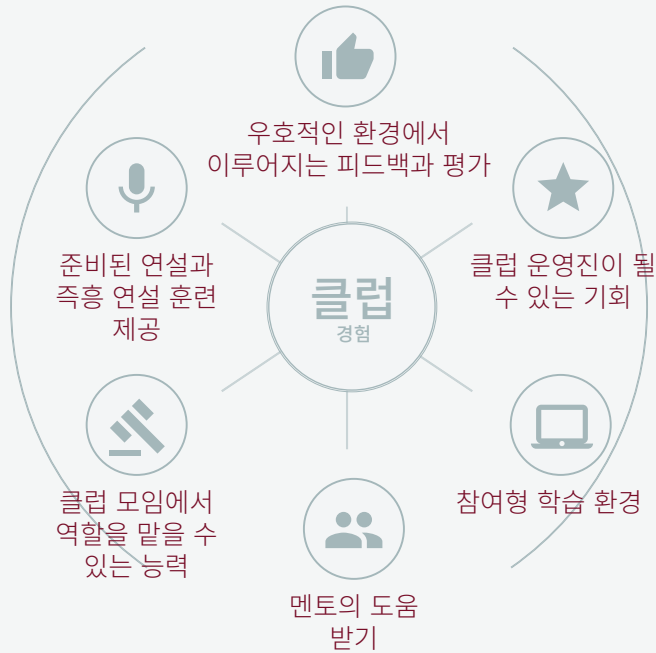 우호적인 환경에서
이루어지는 피드백과 평가
준비된 연설과
즉흥 연설 훈련
제공
클럽
경험
클럽 운영진이 될
수 있는 기회
클럽 모임에서
역할을 맡을 수
있는 능력
참여형 학습 환경
멘토의 도움
받기